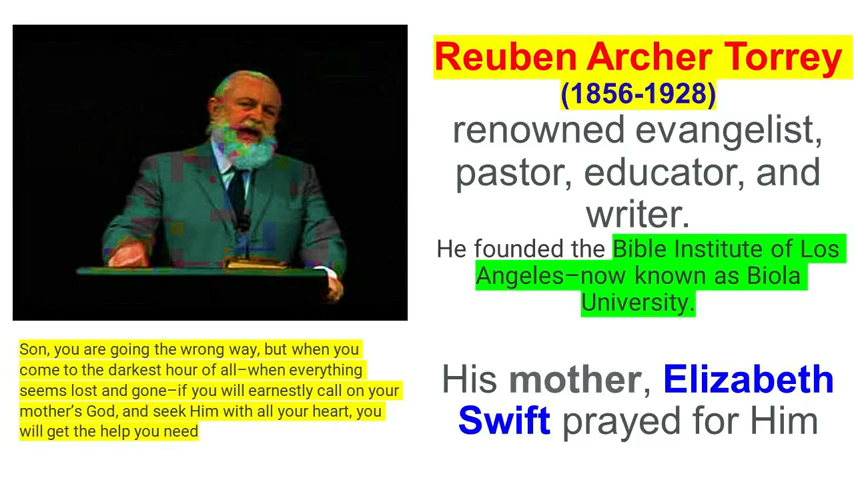 Reuben Archer Torrey
(1856-1928)
renowned evangelist,
pastor, educator, and
writer.
He founded the Bible Institute of Los
Angeles–now known as Biola
University.
His mother, Elizabeth
Swift prayed for Him
Son, you are going the wrong way, but when you
come to the darkest hour of all–when everything
seems lost and gone–if you will earnestly call on your
mother’s God, and seek Him with all your heart, you
will get the help you need